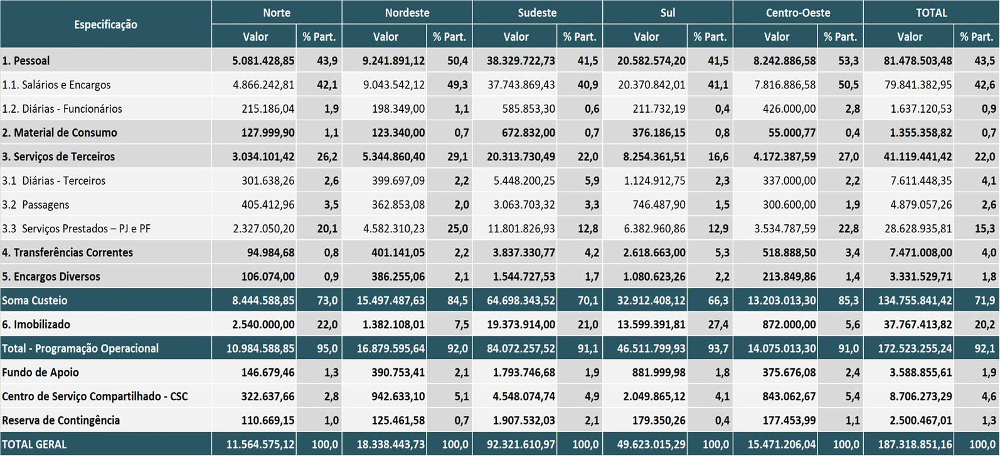 Especificação Norte Nordeste Sudeste Sul Centro-Oeste TOTAL
Valor % Part. Valor % Part. Valor % Part. Valor % Part. Valor % Part. Valor % Part.
1. Pessoal 5.081.428,85 43,9 9.241.891,12 50,4 38.329.722,73 41,5 20.582.574,20 41,5 8.242.886,58 53,3 81.478.503,48 43,5
1.1. Salários e Encargos 4.866.242,81 42,1 9.043.542,12 49,3 37.743.869,43 40,9 20.370.842,01 41,1 7.816.886,58 50,5 79.841.382,95 42,6
1.2. Diárias - Funcionários 215.186,04 1,9 198.349,00 1,1 585.853,30 0,6 211.732,19 0,4 426.000,00 2,8 1.637.120,53 0,9
2. Material de Consumo 127.999,90 1,1 123.340,00 0,7 672.832,00 0,7 376.186,15 0,8 55.000,77 0,4 1.355.358,82 0,7
3. Serviços de Terceiros 3.034.101,42 26,2 5.344.860,40 29,1 20.313.730,49 22,0 8.254.361,51 16,6 4.172.387,59 27,0 41.119.441,42 22,0
3.1 Diárias - Terceiros 301.638,26 2,6 399.697,09 2,2 5.448.200,25 5,9 1.124.912,75 2,3 337.000,00 2,2 7.611.448,35 4,1
3.2 Passagens 405.412,96 3,5 362.853,08 2,0 3.063.703,32 3,3 746.487,90 1,5 300.600,00 1,9 4.879.057,26 2,6
3.3 Serviços Prestados – PJ e PF 2.327.050,20 20,1 4.582.310,23 25,0 11.801.826,93 12,8 6.382.960,86 12,9 3.534.787,59 22,8 28.628.935,81 15,3
4. Transferências Correntes 94.984,68 0,8 401.141,05 2,2 3.837.330,77 4,2 2.618.663,00 5,3 518.888,50 3,4 7.471.008,00 4,0
5. Encargos Diversos 106.074,00 0,9 386.255,06 2,1 1.544.727,53 1,7 1.080.623,26 2,2 213.849,86 1,4 3.331.529,71 1,8
Soma Custeio 8.444.588,85 73,0 15.497.487,63 84,5 64.698.343,52 70,1 32.912.408,12 66,3 13.203.013,30 85,3 134.755.841,42 71,9
6. Imobilizado 2.540.000,00 22,0 1.382.108,01 7,5 19.373.914,00 21,0 13.599.391,81 27,4 872.000,00 5,6 37.767.413,82 20,2
Total - Programação Operacional 10.984.588,85 95,0 16.879.595,64 92,0 84.072.257,52 91,1 46.511.799,93 93,7 14.075.013,30 91,0 172.523.255,24 92,1
Fundo de Apoio 146.679,46 1,3 390.753,41 2,1 1.793.746,68 1,9 881.999,98 1,8 375.676,08 2,4 3.588.855,61 1,9
Centro de Serviço Compartilhado - CSC 322.637,66 2,8 942.633,10 5,1 4.548.074,74 4,9 2.049.865,12 4,1 843.062,67 5,4 8.706.273,29 4,6
Reserva de Contingência 110.669,15 1,0 125.461,58 0,7 1.907.532,03 2,1 179.350,26 0,4 177.453,99 1,1 2.500.467,01 1,3
TOTAL GERAL 11.564.575,12 100,0 18.338.443,73 100,0 92.321.610,97 100,0 49.623.015,29 100,0 15.471.206,04 100,0 187.318.851,16 100,0